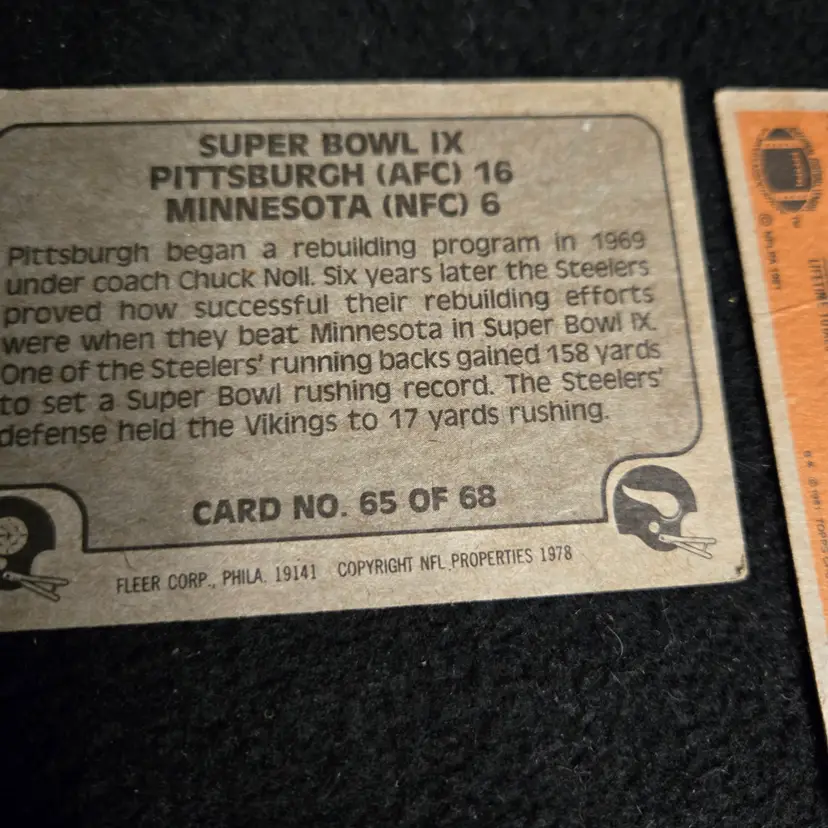 SUPER BOWL IX
PITTSBURGH (AFC) 16
MINNESOTA (NFC) 6
Pittsburgh began a rebuilding program in 1969
under coach Chuck Noll. Six years later the Steelers
proved how successful their rebuilding efforts
were when they beat Minnesota in Super Bowl IX.
One of the Steelers' running backs gained 158 yards
to set a Super Bowl rushing record. The Steelers'
defense held the Vikings to 17 yards rushing.
CARD NO. 65 OF 68
FLEER CORP., PHILA. 19141 COPYRIGHT NFL PROPERTIES 1978